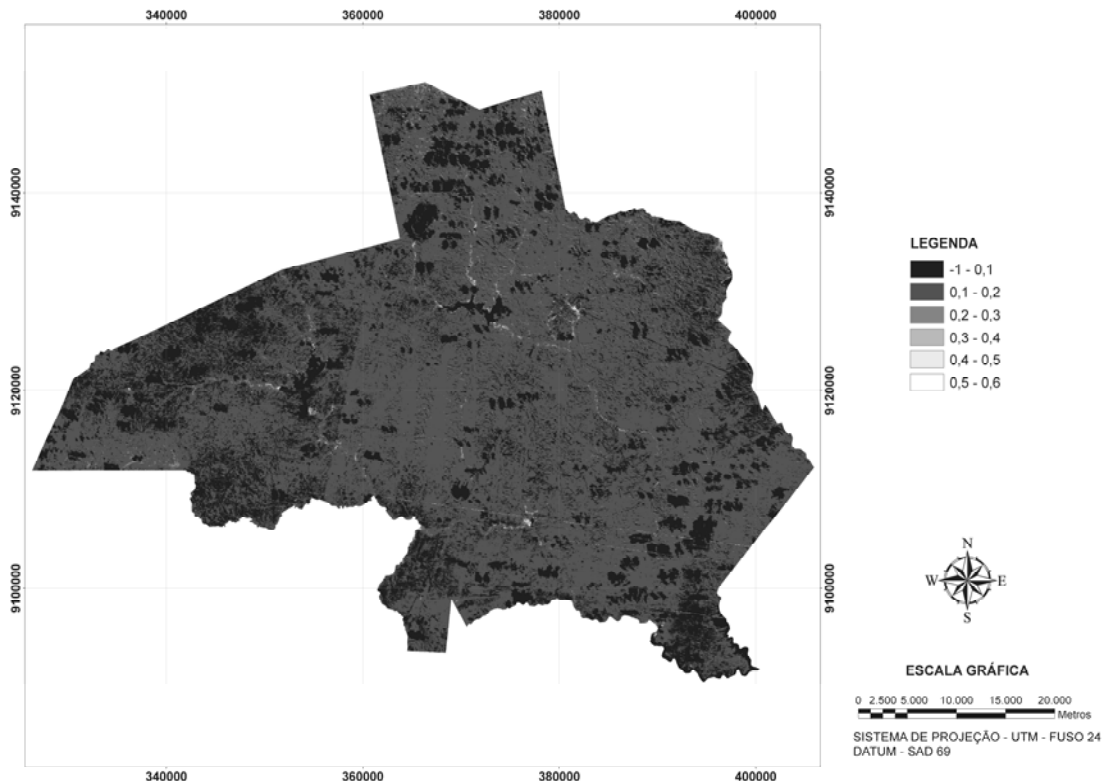 340000 360000 380000 400000
9140000 9140000
LEGENDA
-1 - 0,1
0,1 - 0,2
0,2 - 0,3
0,3 - 0,4
0,4 - 0,5
0,5 - 0,6
9120000 9120000
N
W E
S
9100000 9100000
ESCALA GRÁFICA
0 2.500 5.000 10.000 15.000 20.000
Metros
SISTEMA DE PROJEÇÃO - UTM - FUSO 24
DATUM - SAD 69
340000 360000 380000 400000